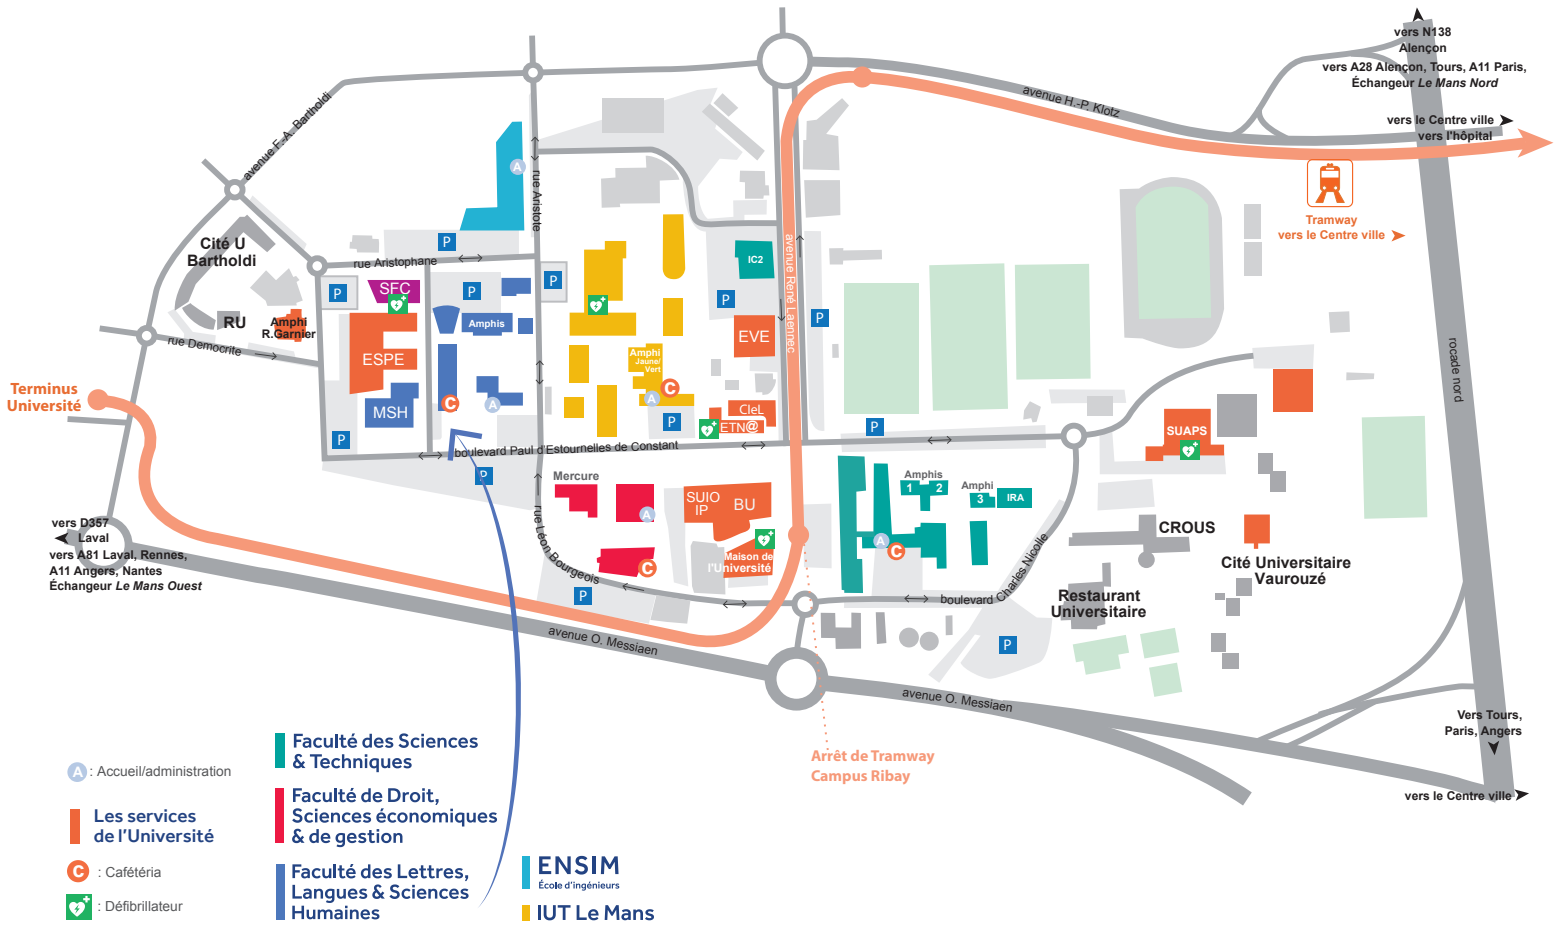 vers N138
Alençon
vers A28 Alençon, Tours, A11 Paris,
Échangeur Le Mans Nord
avenue H.-P. Klotz
vers le Centre ville
vers l'hôpital
Tramway
vers le Centre ville
avenue F.-A. Bartholdi
A
rue Aristote
Cité U
Bartholdi
P
rue Aristophane
IC2
avenue René Laennec
SFC
P
P
P
P
P
RU
Amphi
R.Garnier
Amphis
EVE
rue Democrite
ESPE
Amphi
Jaune/
Vert
rocade nord
Terminus
Université
MSH
C
A
A
C
CleL
ETN@
P
P
P
SUAPS
boulevard Paul d'Estournelles de Constant
P
Mercure
Amphis
1
2
Amphi
3
IRA
SUIO
IP
BU
A
vers D357
Laval
vers A81 Laval, Rennes,
A11 Angers, Nantes
Échangeur Le Mans Ouest
rue Léon Bourgeois
Maison de
l'Université
C
A
C
CROUS
Cité Universitaire
Vaurouzé
boulevard Charles Nicolle
Restaurant
Universitaire
P
P
avenue O. Messiaen
avenue O. Messiaen
Vers Tours,
Paris, Angers
Arrêt de Tramway
Campus Ribay
vers le Centre ville
A : Accueil/administration
Les services
de l'Université
C : Cafétéria
: Défibrillateur
Faculté des Sciences
& Techniques
Faculté de Droit,
Sciences économiques
& de gestion
Faculté des Lettres,
Langues & Sciences
Humaines
ENSIM
École d'ingénieurs
IUT Le Mans